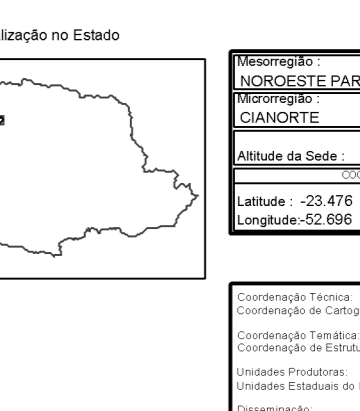 lização no Estado
Mesorregião :
NOROESTE PAR
Microrregião :
CIANORTE
Altitude da Sede :
COO
Latitude : -23.476
Longitude:-52.696
Coordenação Técnica:
Coordenação de Cartog
Coordenação Temática:
Coordenação de Estrutu
Unidades Produtoras:
Unidades Estaduais do
Disseminação: